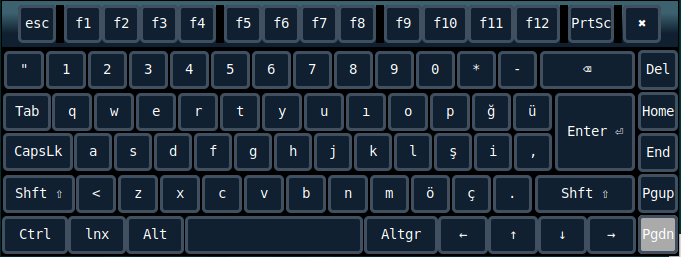 esc f1 f2 f3 f4 f5 f6 f7 f8 f9 f10 f11 f12 PrtSc ✖
" 1 2 3 4 5 6 7 8 9 0 * - ⌫ Del
Tab q w e r t y u ı o p ğ ü Enter ⏎ Home
CapsLk a s d f g h j k l ş i , End
Shft ⇧ < z x c v b n m ö ç . Shft ⇧ Pgup
Ctrl lnx Alt Altgr ← ↑ ↓ → Pgdn